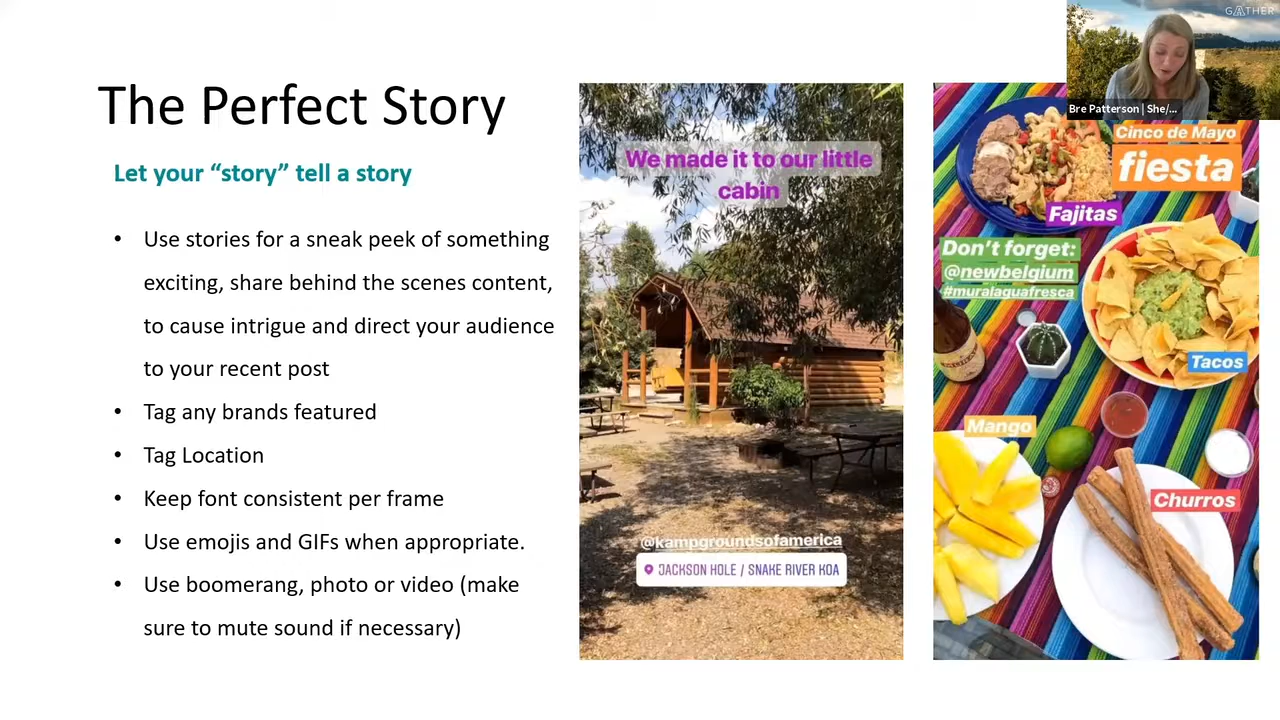 The Perfect Story
Let your “story” tell a story
• Use stories for a sneak peek of something
exciting, share behind the scenes content,
to cause intrigue and direct your audience
to your recent post
• Tag any brands featured
• Tag Location
• Keep font consistent per frame
• Use emojis and GIFs when appropriate.
• Use boomerang, photo or video (make
sure to mute sound if necessary)
We made it to our little
cabin
@kampgroundsofamerica
JACKSON HOLE / SNAKE RIVER KOA
GATHER
Bre Patterson | She/...
Cinco de Mayo
fiesta
Fajitas
Don't forget:
@newbelgium
#muralaguafresca
Tacos
Mango
Churros